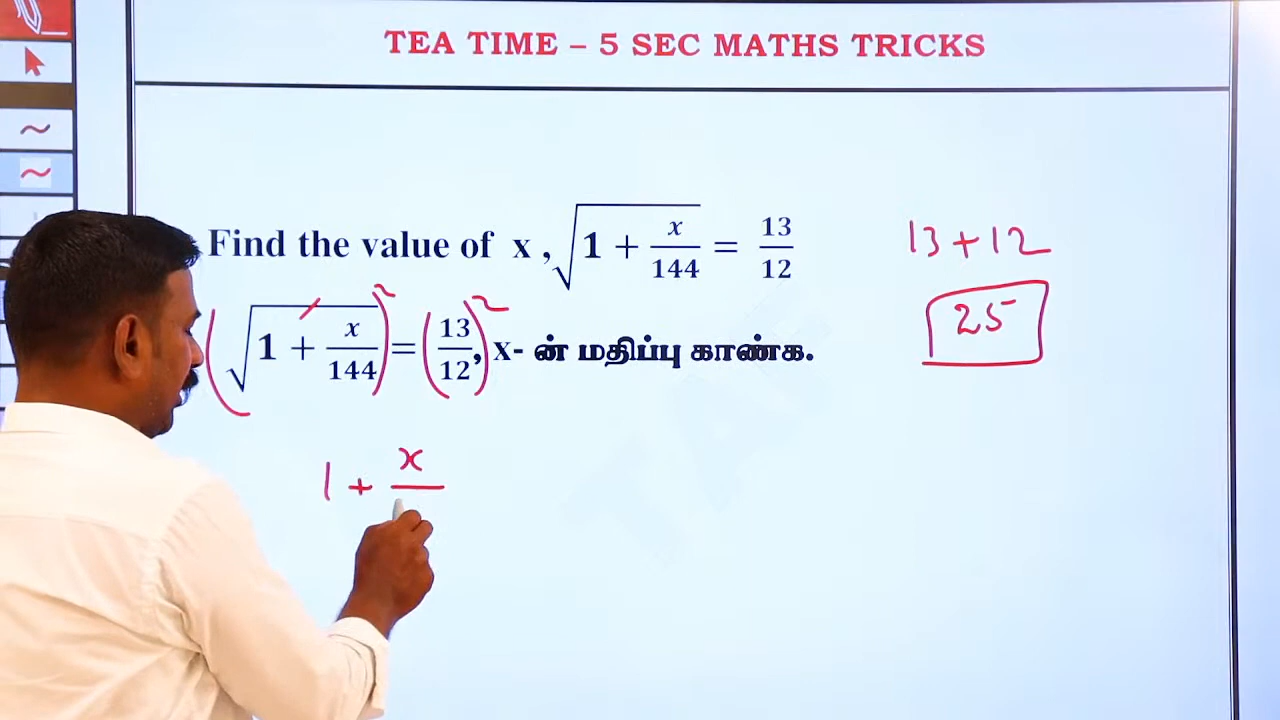 TEA TIME – 5 SEC MATHS TRICKS
Find the value of x , √(1 + x/144) = 13/12
13 + 12
25
(√(1 + x/144))² = (13/12)², x- ன் மதிப்பு காண்க.
1 + x